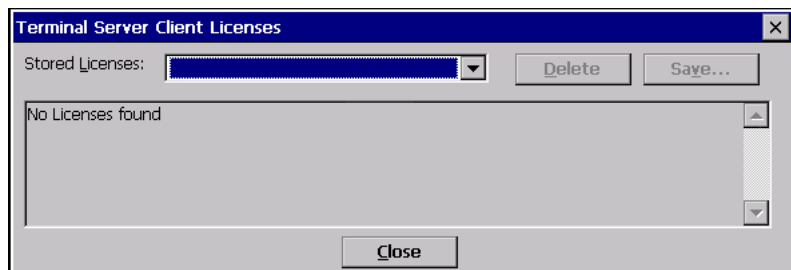 Terminal Server Client Licenses
Stored Licenses: Delete Save...
No Licenses found
Close